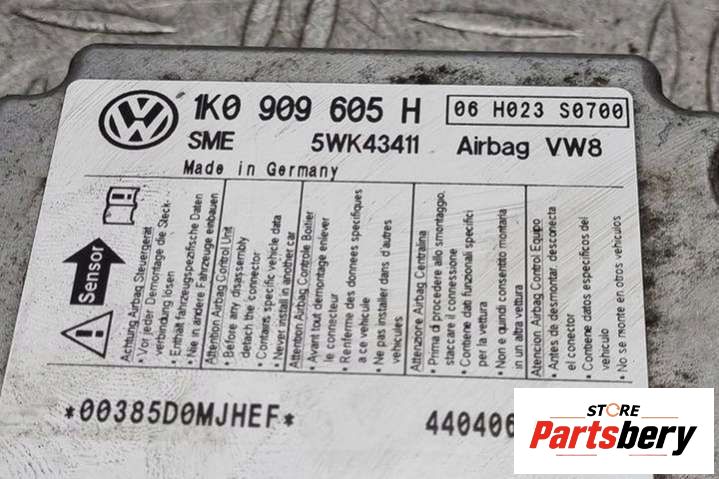 1K0 909 605 H
06 H023 S0700
SME 5WK43411 Airbag VW8
Made in Germany
Sensor
Achtung Airbag Steuergerät
• Vor jeder Demontage die Steck-
verbindung lösen
• Enthält fahrzeugspezifische Daten
• Nie in andere Fahrzeuge einbauen
Attention Airbag Control Unit
• Before any disassembly
detach the connector
• Contains specific vehicle data
• Never install in another car
Attention Airbag Controle Boitier
• Avant tout demontage enlever
le connecteur
• Renferme des donnees specifiques
a ce vehicule
• Ne pas installer dans d'autres
vehicules
Attenzione Airbag Centralina
• Prima di procedere allo smontaggio,
staccare il connessione
• Contiene dati funzionali specifici
per la vettura
• Non e quindi consentito montarla
in un altra vettura
Atencion Airbag Control Equipo
• Antes de desmontar, desconecta
el conector
• Contiene datos especificos del
vehiculo
• No se monte en otros vehiculos
*00385D0MJHEF*
44040
STORE
Partsbery